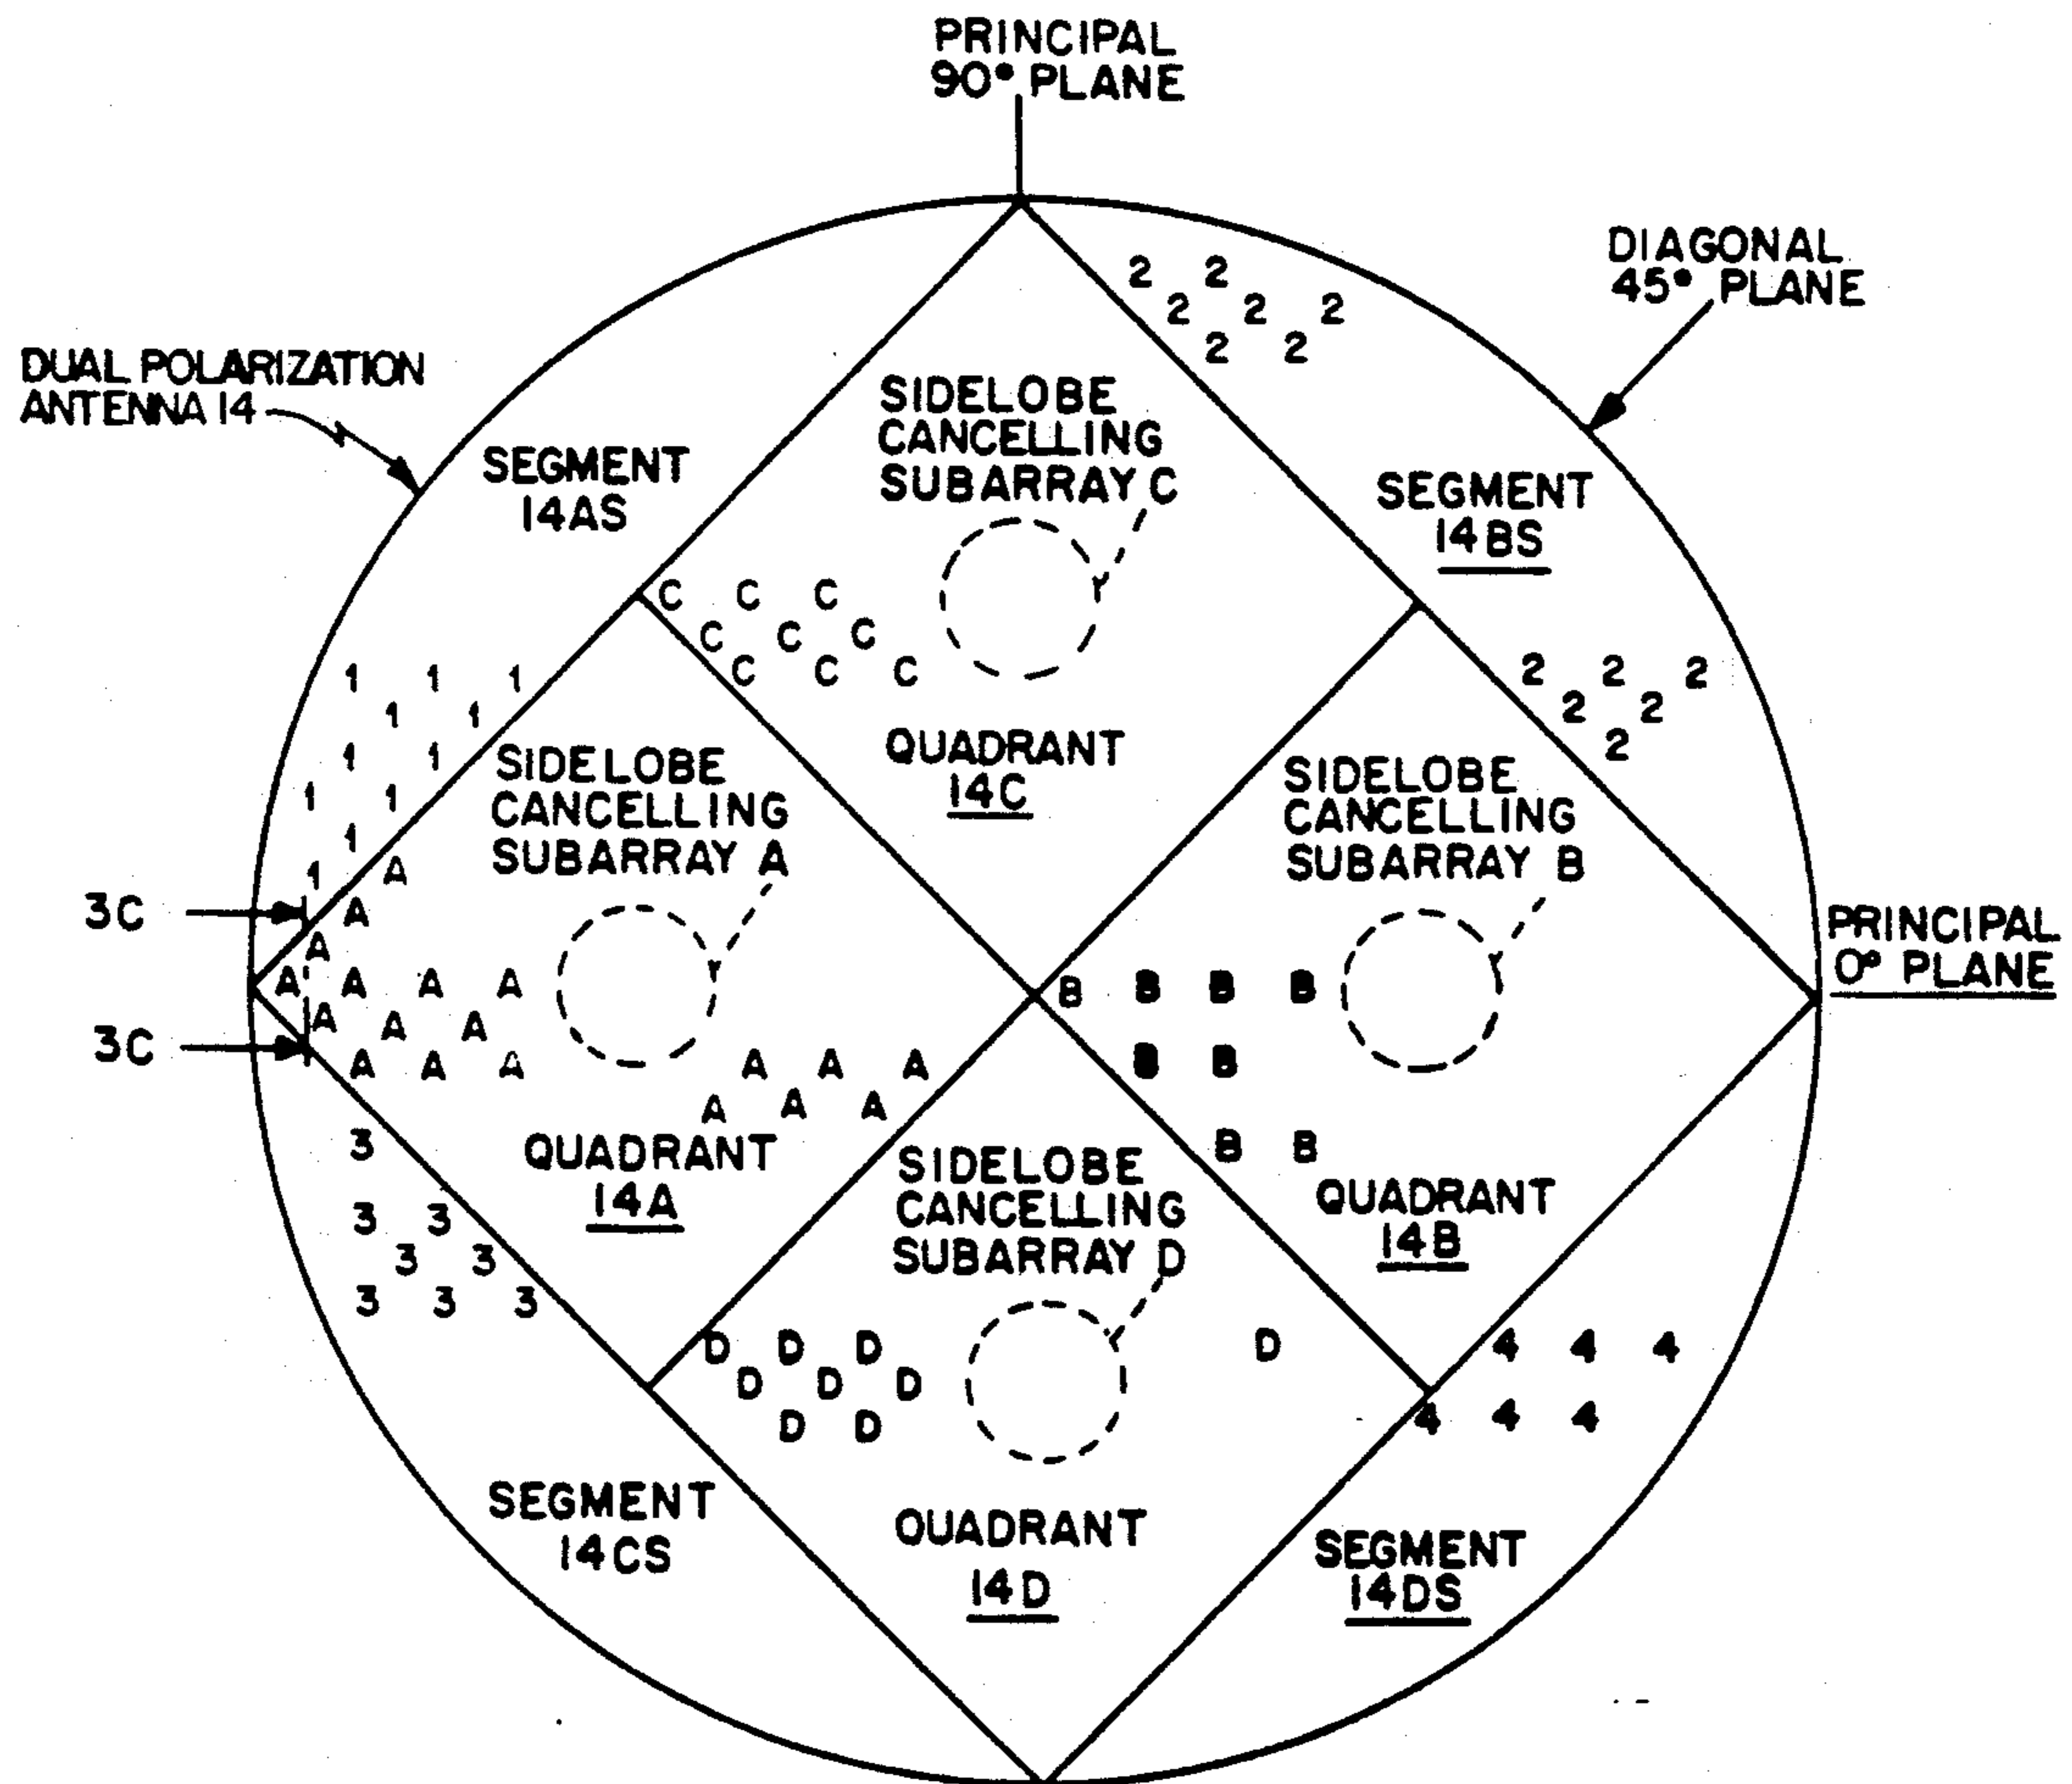 PRINCIPAL
90° PLANE
DIAGONAL
45° PLANE
DUAL POLARIZATION
ANTENNA 14
2 2
2 2 2
2 2
SIDELOBE
CANCELLING
SUBARRAY C
SEGMENT
14AS
SEGMENT
14BS
C C C
C C C
C C C
1 1 1
1 1
1 1
1 1
1
1
2 2 2
2 2
2
QUADRANT
14C
SIDELOBE
CANCELLING
SUBARRAY A
SIDELOBE
CANCELLING
SUBARRAY B
PRINCIPAL
0° PLANE
3C
A
A
A
A A A A
A A A
A A A
3C
A A A
A A A
B B B B
B B
B B
QUADRANT
14A
QUADRANT
14B
3
3 3
3 3
3 3 3
SIDELOBE
CANCELLING
SUBARRAY D
D D D D
D D D
D D
4 4 4
4 4 4
SEGMENT
14CS
QUADRANT
14D
SEGMENT
14DS